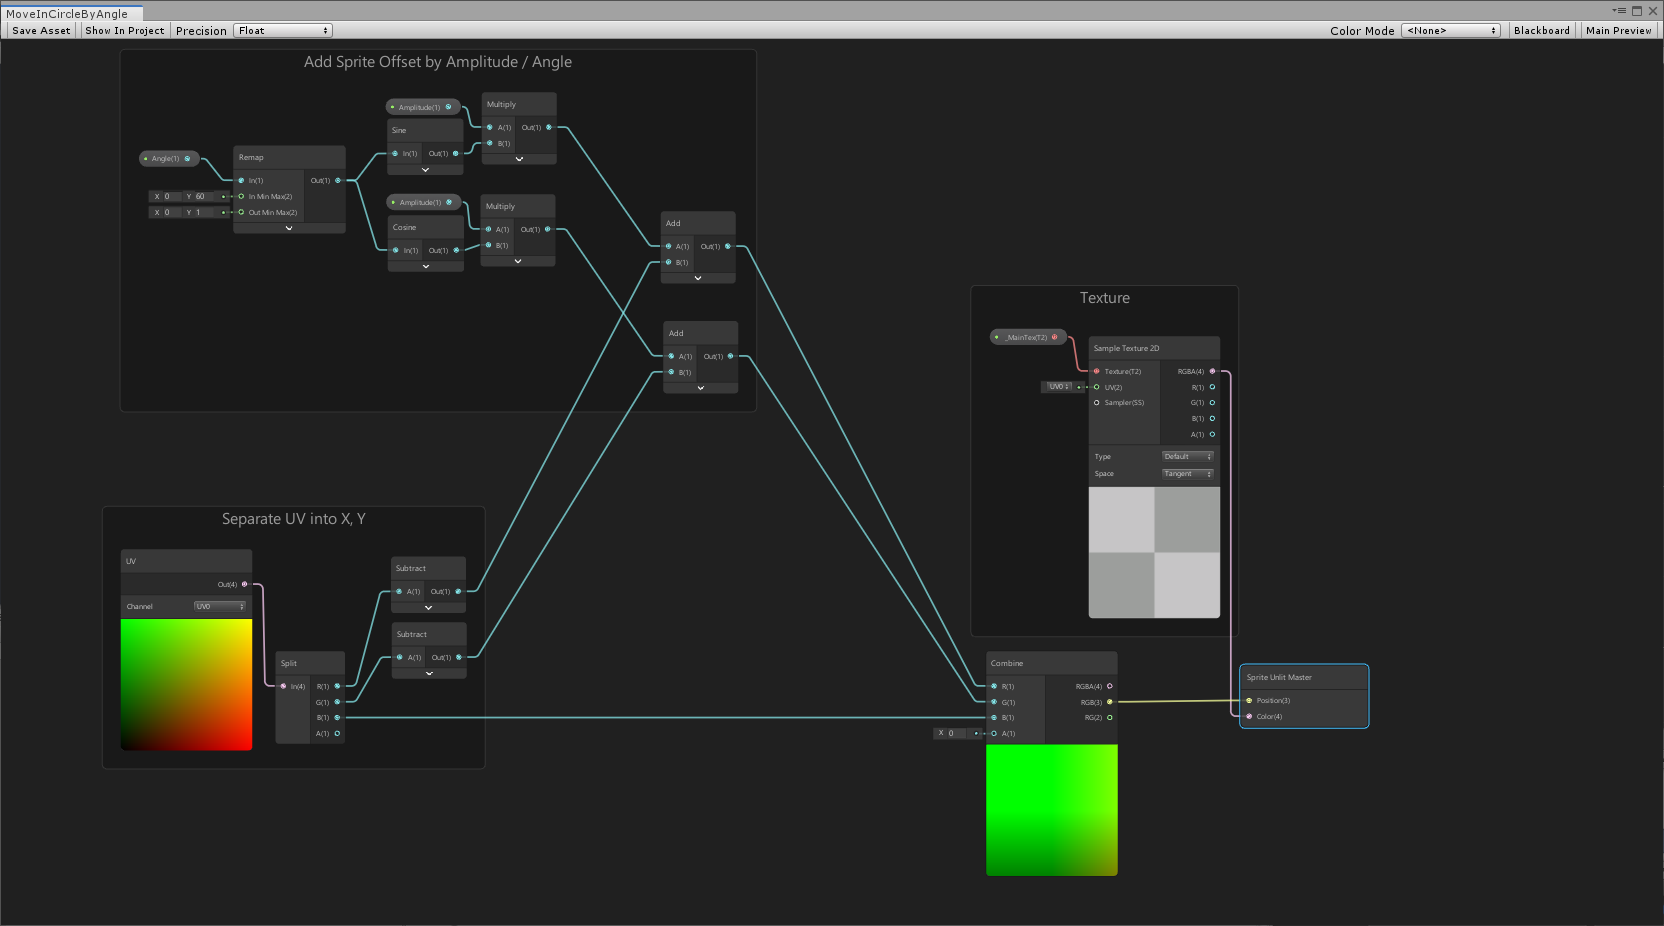 MoveInCircleByAngle
Save Asset Show In Project Precision Float Color Mode <None> Blackboard Main Preview
Add Sprite Offset by Amplitude / Angle
Angle(1)
Remap
In(1) Out(1)
X 0 Y 60 In Min Max(2)
X 0 Y 1 Out Min Max(2)
Amplitude(1)
Sine
In(1) Out(1)
Multiply
A(1) Out(1)
B(1)
Amplitude(1)
Cosine
In(1) Out(1)
Multiply
A(1) Out(1)
B(1)
Add
A(1) Out(1)
B(1)
Add
A(1) Out(1)
B(1)
Texture
_MainTex(T2)
Sample Texture 2D
Texture(T2) RGBA(4)
UV0 UV(2) R(1)
Sampler(SS) G(1)
B(1)
A(1)
Type Default
Space Tangent
Separate UV into X, Y
UV
Out(4)
Channel UV0
Split
In(4) R(1)
G(1)
B(1)
A(1)
Subtract
A(1) Out(1)
Subtract
A(1) Out(1)
Combine
R(1) RGBA(4)
G(1) RGB(3)
B(1) RG(2)
X 0 A(1)
Sprite Unlit Master
Position(3)
Color(4)